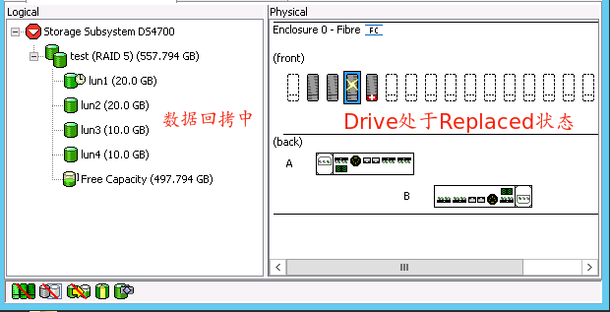 Logical
Physical
Storage Subsystem DS4700
test (RAID 5) (557.794 GB)
lun1 (20.0 GB)
lun2 (20.0 GB)
lun3 (10.0 GB)
lun4 (10.0 GB)
Free Capacity (497.794 GB)
数据回拷中
Enclosure 0 - Fibre FC
(front)
Drive处于Replaced状态
(back)
A
B